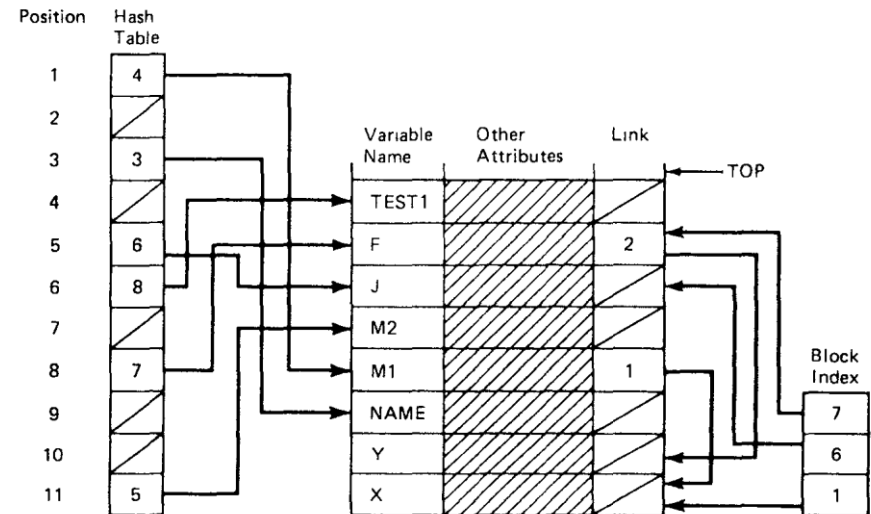 Position Hash Table
1 4
2
3 3
4
5 6
6 8
7
8 7
9
10
11 5
Variable Name Other Attributes Link
TOP
TEST1
F 2
J
M2
M1 1
NAME
Y
X
Block Index
7
6
1